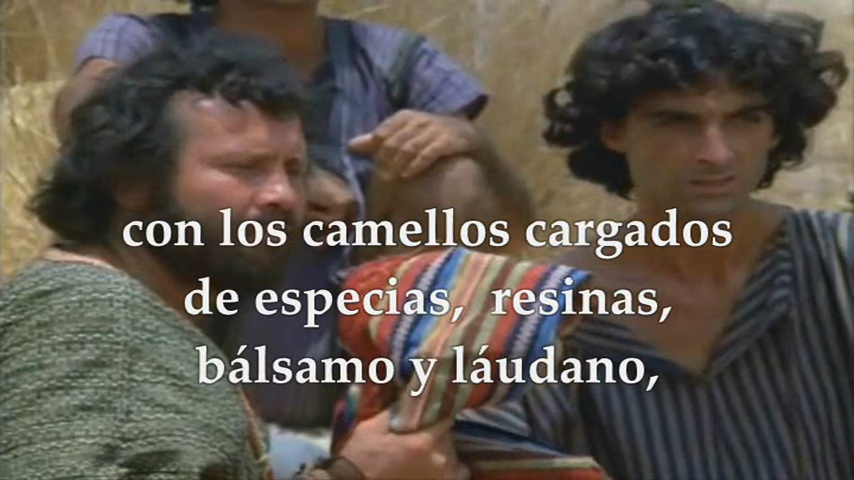 con los camellos cargados
de especias, resinas,
bálsamo y láudano,